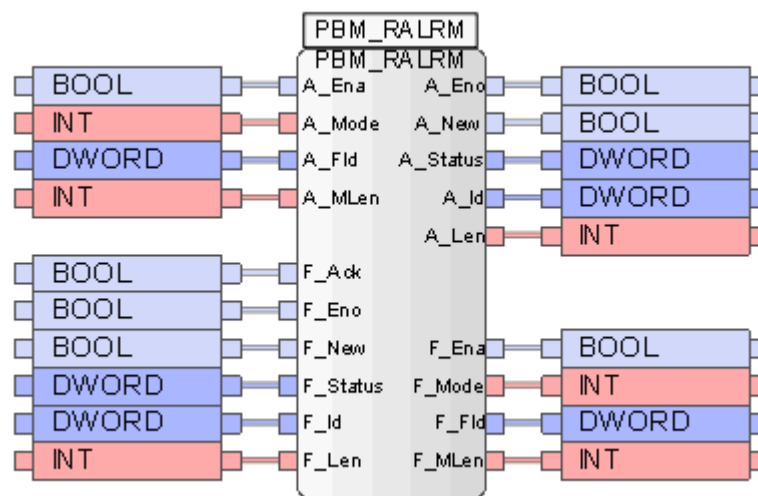 PBM_RALRM
PBM_RALRM
BOOL A_Ena A_Eno BOOL
INT A_Mode A_New BOOL
DWORD A_FId A_Status DWORD
INT A_MLen A_Id DWORD
A_Len INT
BOOL F_Ack
BOOL F_Eno
BOOL F_New F_Ena BOOL
DWORD F_Status F_Mode INT
DWORD F_Id F_FId DWORD
INT F_Len F_MLen INT